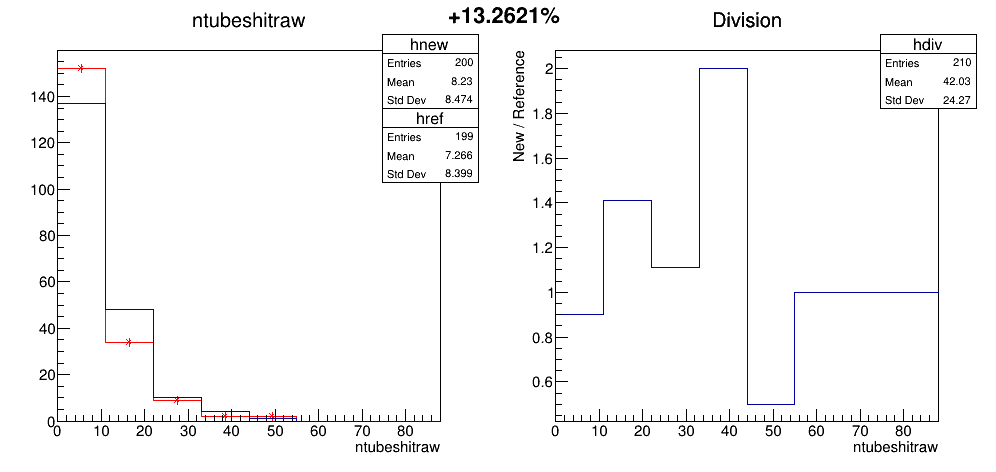 +13.2621%
ntubeshitraw
hnew
Entries 200
Mean 8.23
Std Dev 8.474
href
Entries 199
Mean 7.266
Std Dev 8.399
140
120
100
80
60
40
20
0
0 10 20 30 40 50 60 70 80
ntubeshitraw
Division
hdiv
Entries 210
Mean 42.03
Std Dev 24.27
New / Reference
2
1.8
1.6
1.4
1.2
1
0.8
0.6
0 10 20 30 40 50 60 70 80
ntubeshitraw